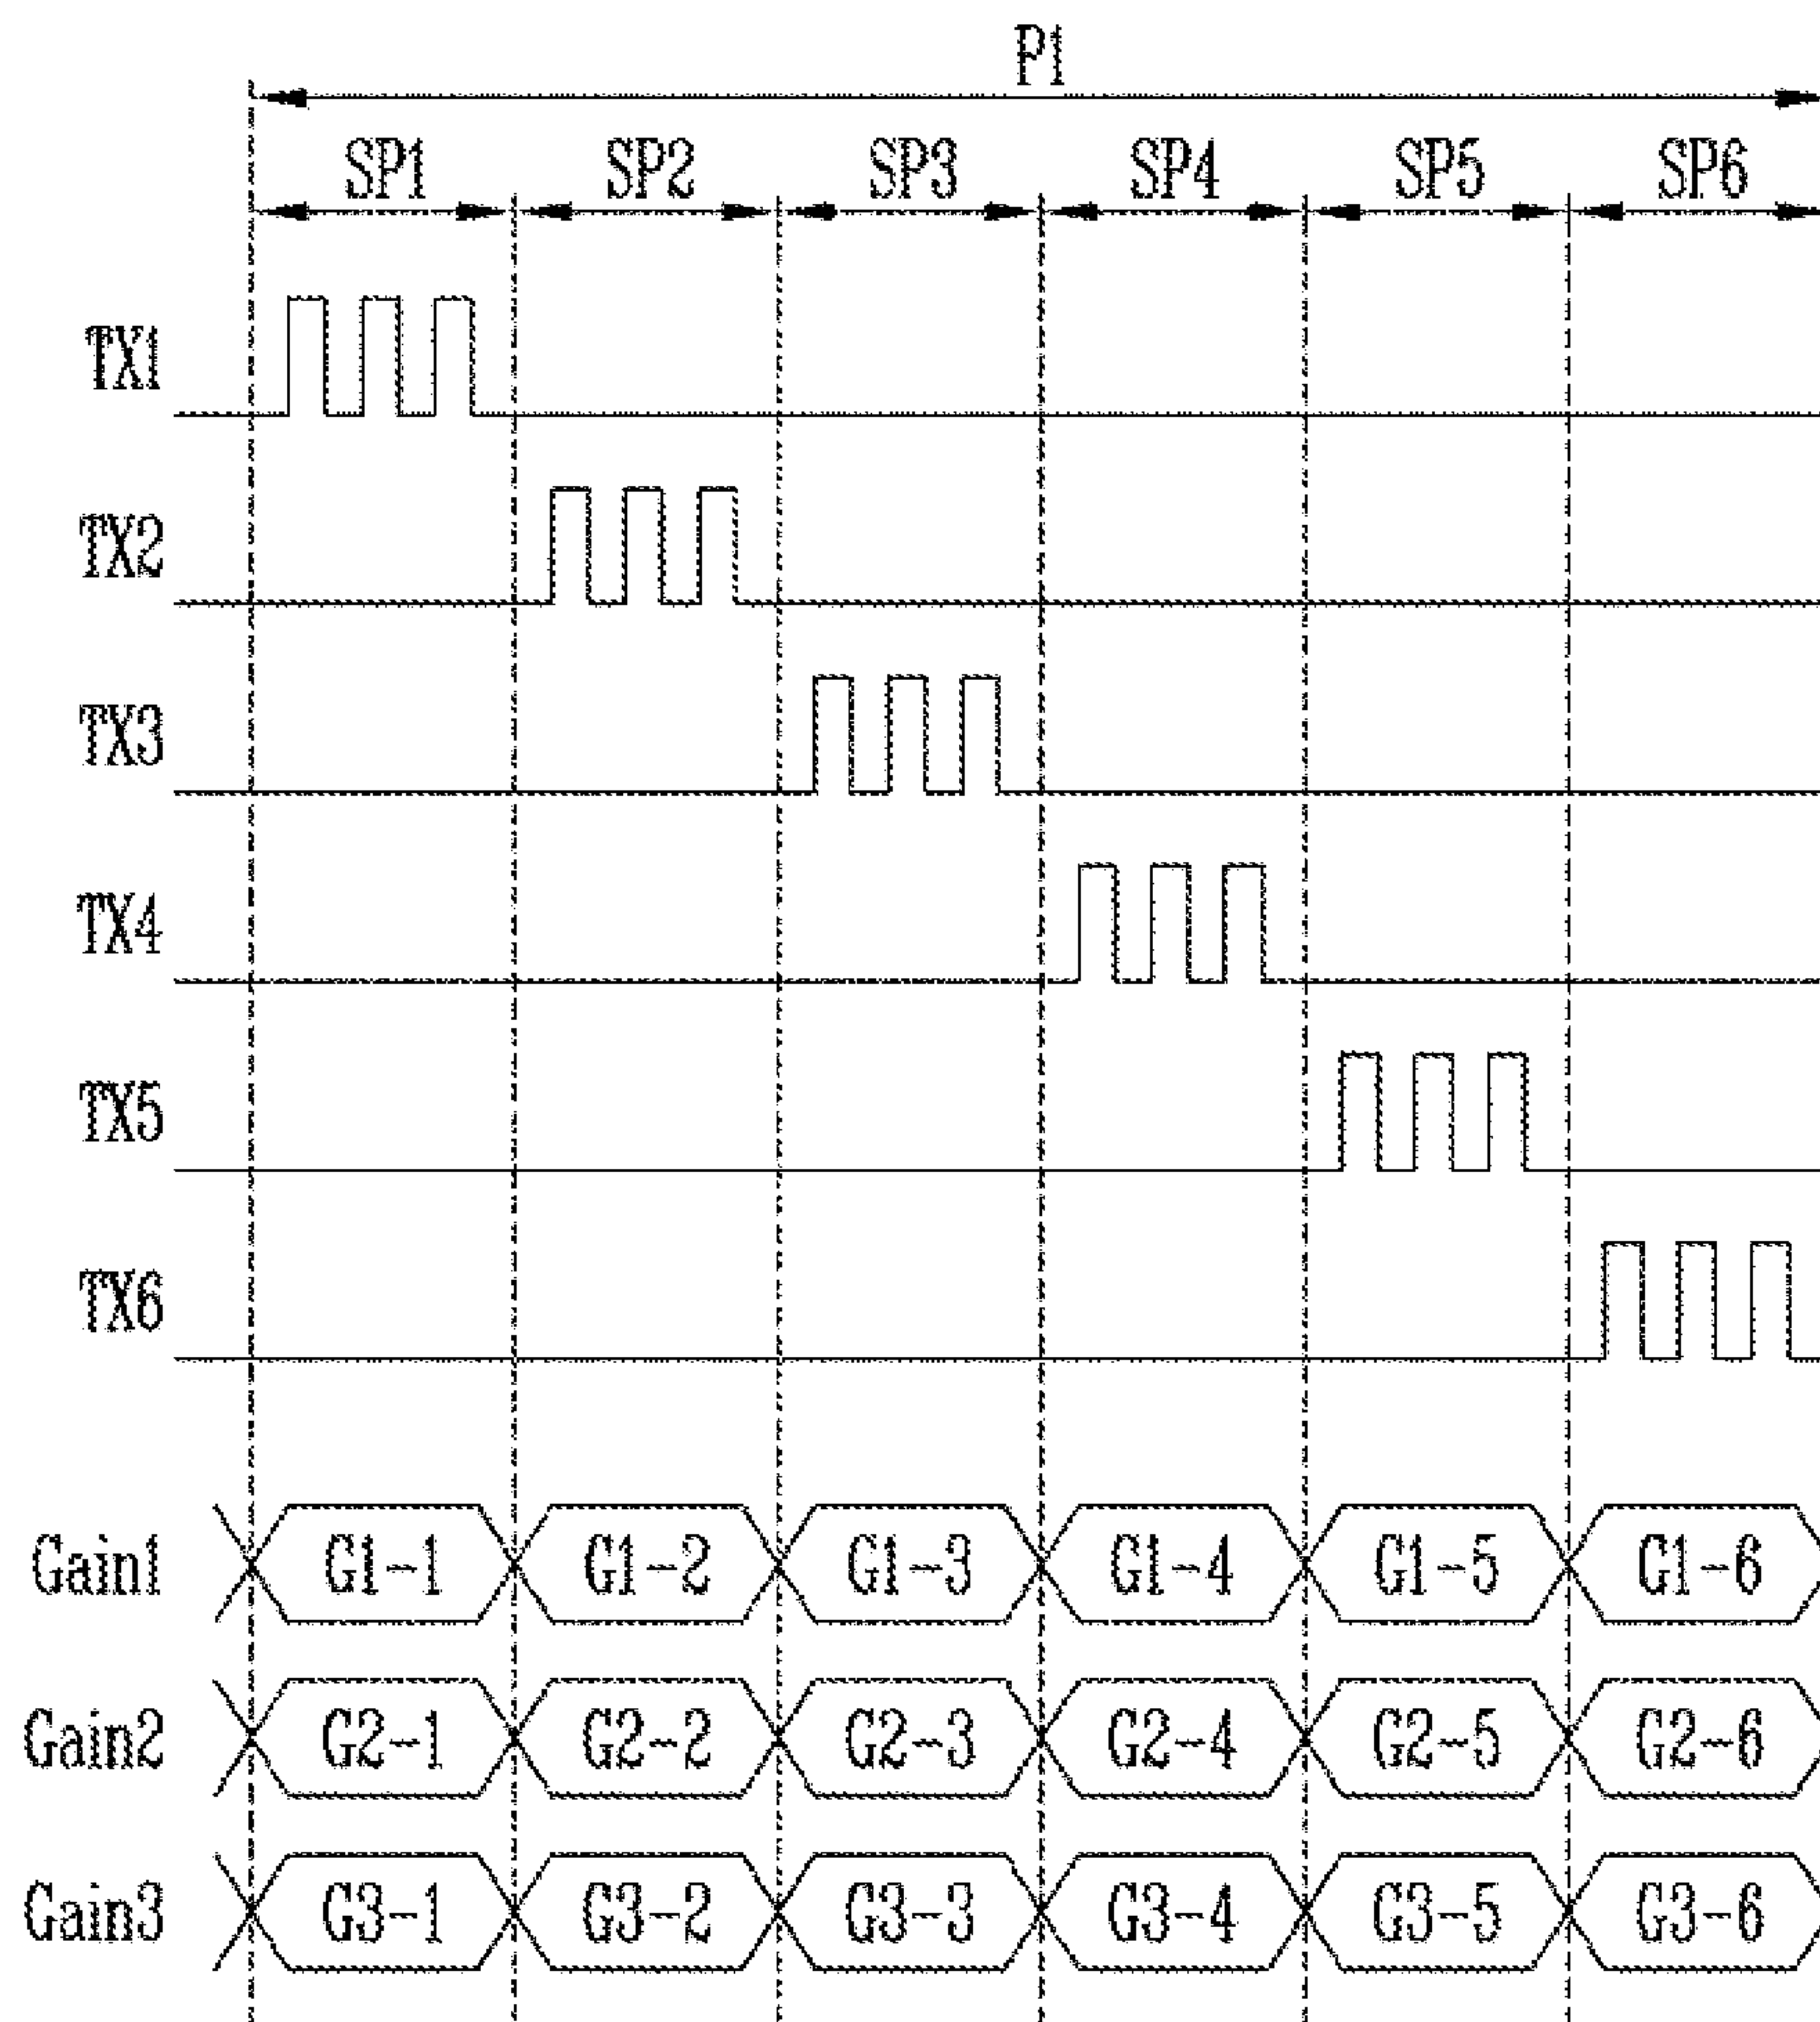 P1
SP1 SP2 SP3 SP4 SP5 SP6
TX1
TX2
TX3
TX4
TX5
TX6
Gain1 G1-1 G1-2 G1-3 G1-4 G1-5 G1-6
Gain2 G2-1 G2-2 G2-3 G2-4 G2-5 G2-6
Gain3 G3-1 G3-2 G3-3 G3-4 G3-5 G3-6